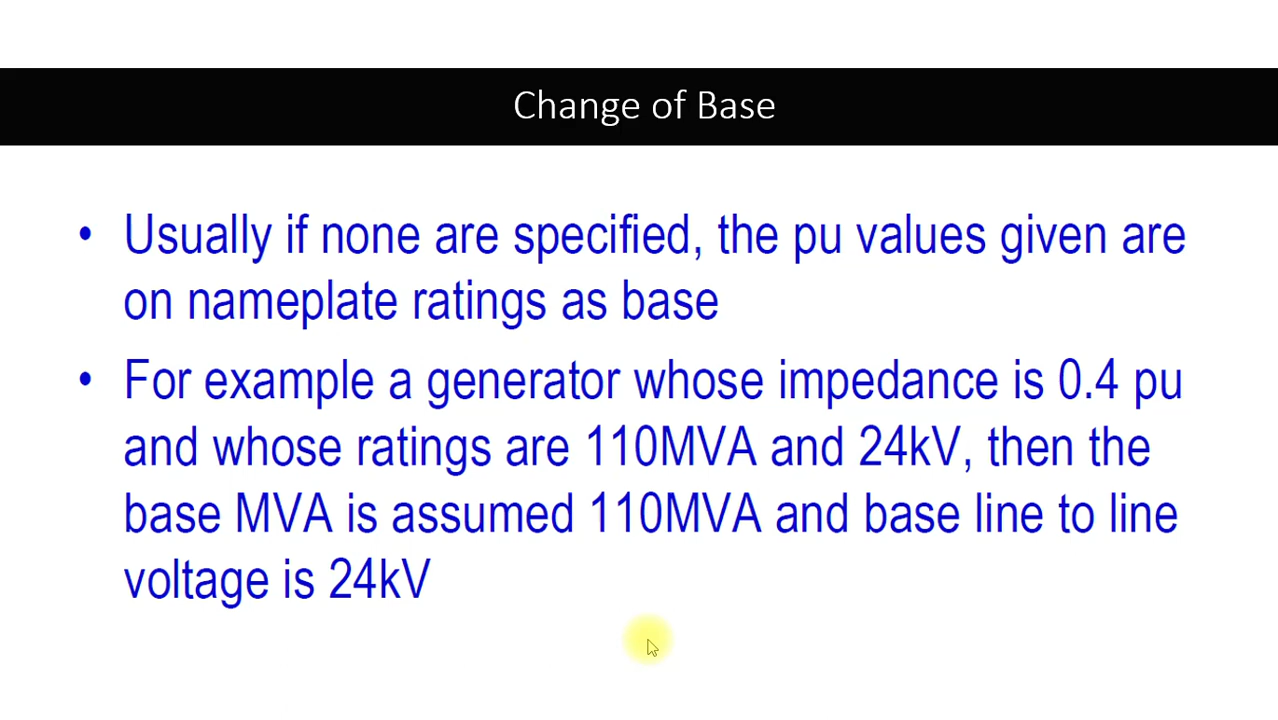 Change of Base
• Usually if none are specified, the pu values given are
on nameplate ratings as base
• For example a generator whose impedance is 0.4 pu
and whose ratings are 110MVA and 24kV, then the
base MVA is assumed 110MVA and base line to line
voltage is 24kV